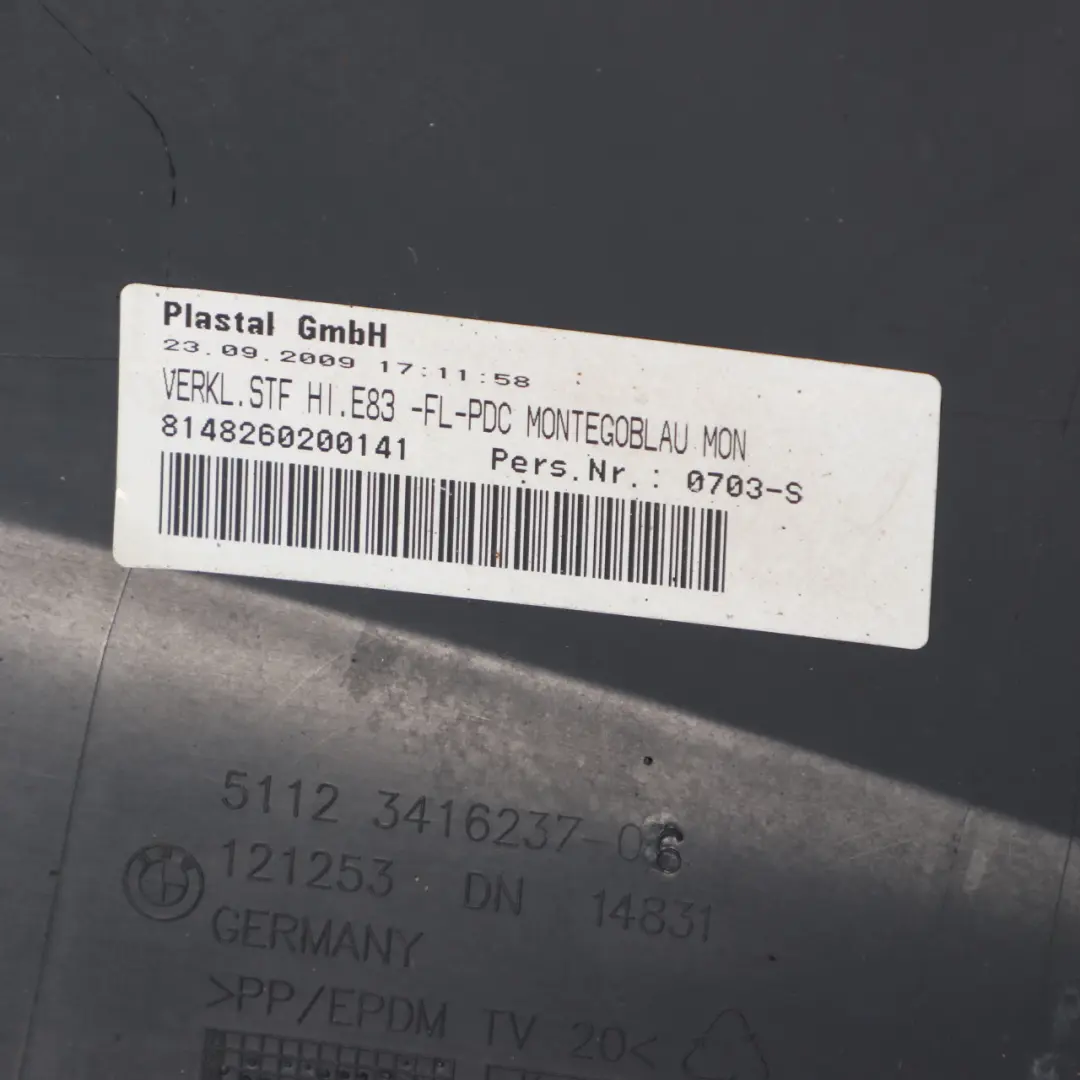 Plastal GmbH
23.09.2009 17:11:58
VERKL.STF HI.E83 -FL-PDC MONTEGOBLAU MON
8148260200141 Pers.Nr.: 0703-S
5112 3416237-06
121253 DN 14831
GERMANY
>PP/EPDM TV 20<